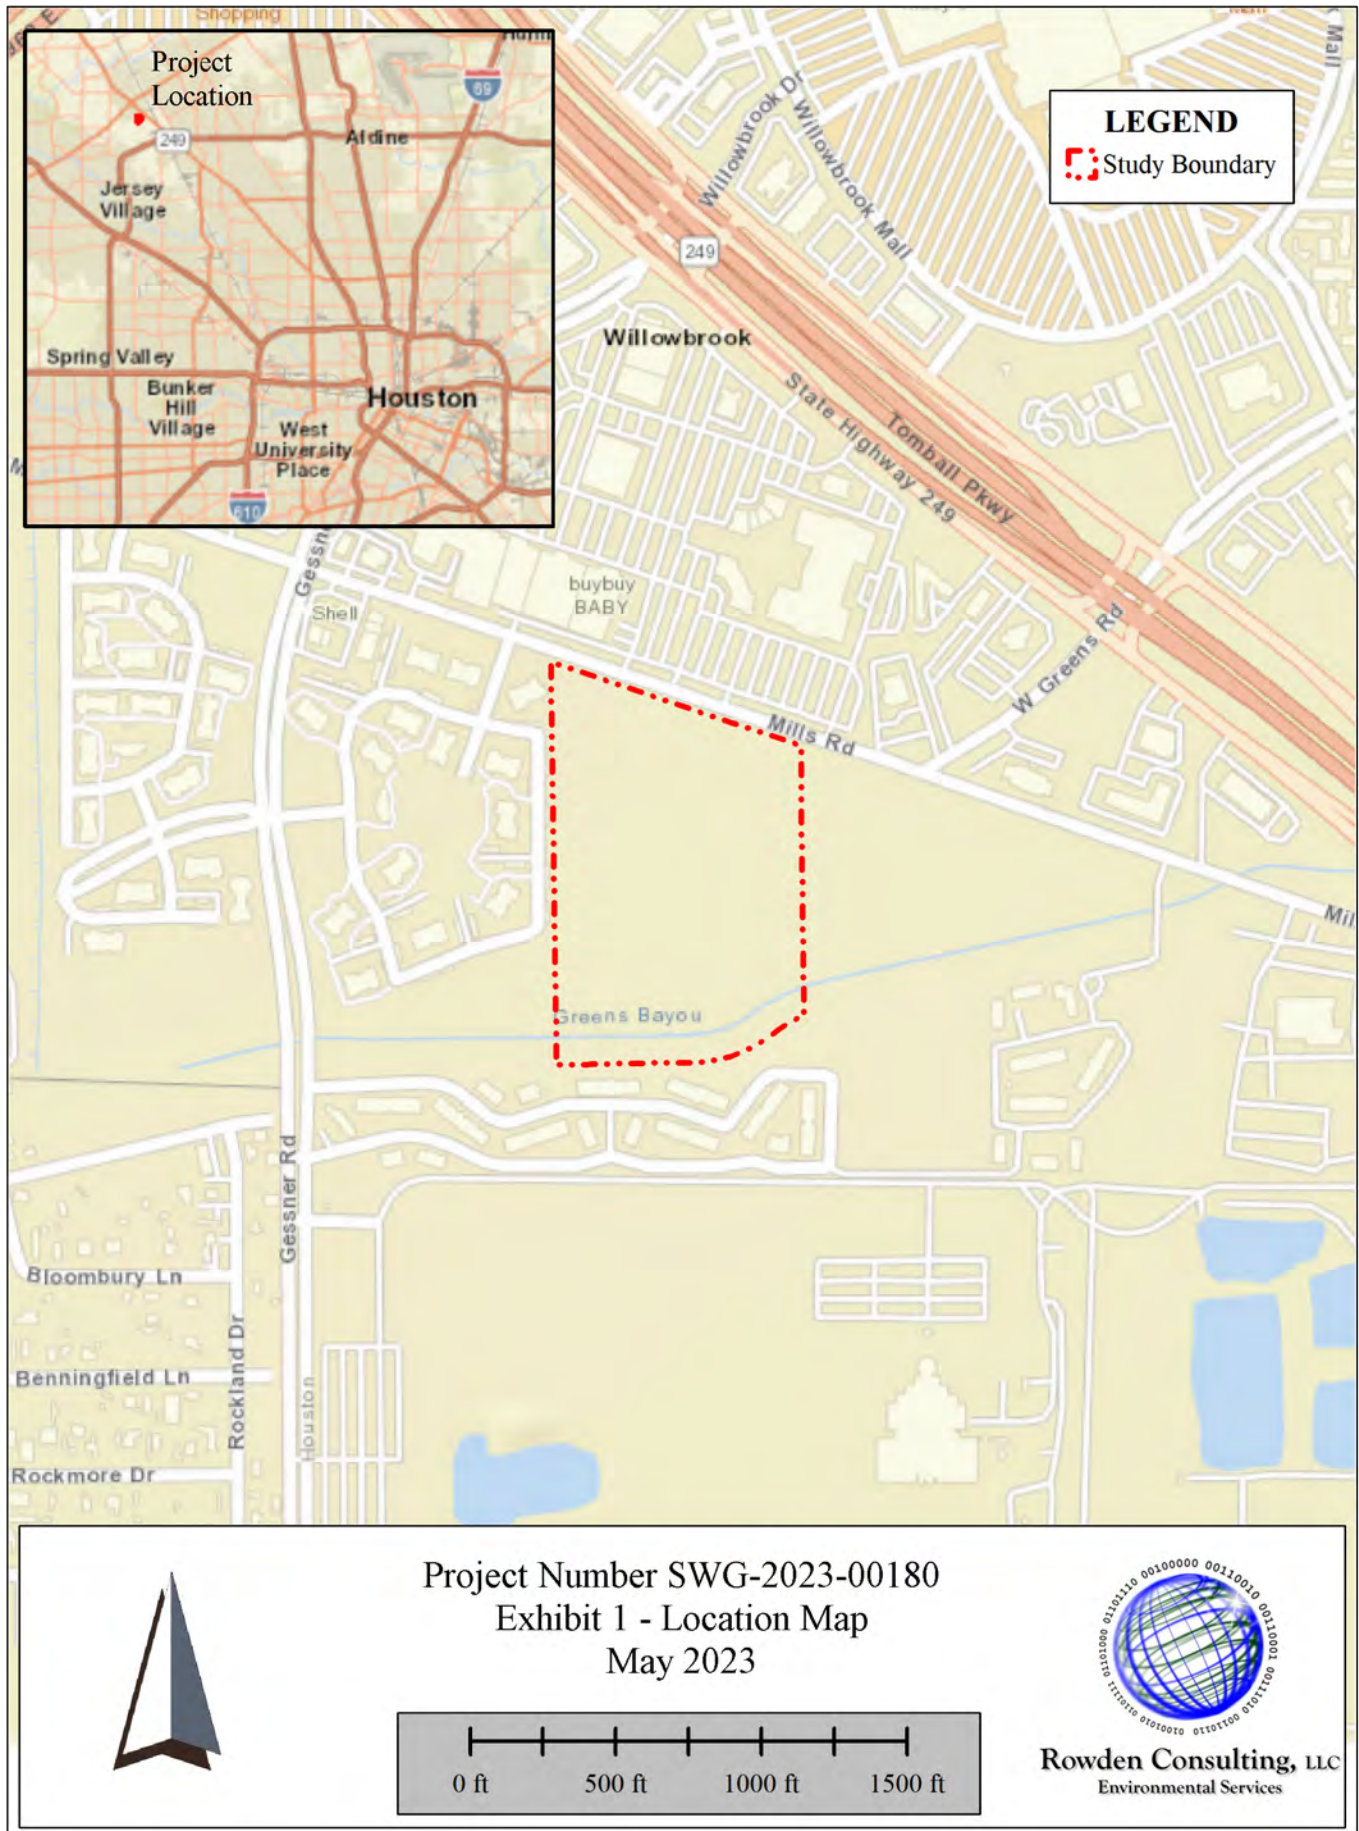 Shopping
Project
Location
69
249
Aldine
Jersey
Village
Spring Valley
Bunker
Hill
Village
Houston
West
University
Place
610
LEGEND
Study Boundary
Mall
Willowbrook Dr
Willowbrook Mall
249
Willowbrook
State Highway 249
Tomball Pkwy
buybuy
BABY
Shell
W Greens Rd
Mills Rd
Greens Bayou
Gessner Rd
Bloombury Ln
Rockland Dr
Benningfield Ln
Houston
Rockmore Dr
Project Number SWG-2023-00180
Exhibit 1 - Location Map
May 2023
0 ft 500 ft 1000 ft 1500 ft
Rowden Consulting, LLC
Environmental Services